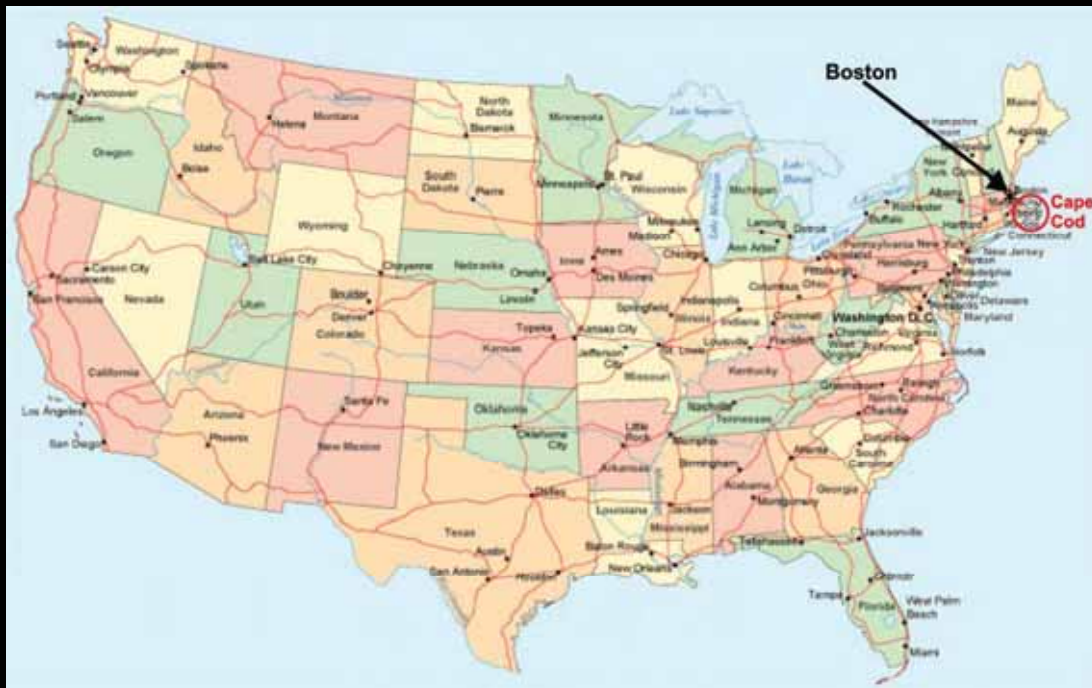 Seattle
Washington
Olympia
Spokane
Portland
Vancouver
Salem
Oregon
Idaho
Boise
Helena
Montana
North
Dakota
Bismarck
South
Dakota
Pierre
Wyoming
Cheyenne
Minnesota
Minneapolis
St. Paul
Wisconsin
Milwaukee
Madison
Chicago
Lake Superior
Lake Michigan
Lake
Huron
Michigan
Lansing
Ann Arbor
Detroit
Boston
Maine
Augusta
New
York
Albany
Rochester
Buffalo
Hartford
Cape
Cod
Connecticut
Pennsylvania
New York
New Jersey
Trenton
Philadelphia
Harrisburg
Pittsburgh
Cleveland
Columbus
Ohio
Delaware
Maryland
Washington D.C.
Charleston
West
Virginia
Virginia
Richmond
Norfolk
Cincinnati
Indianapolis
Indiana
Springfield
Illinois
Louisville
Frankfort
Kentucky
Iowa
Ames
Des Moines
Nebraska
Omaha
Lincoln
Carson City
Sacramento
San Francisco
Nevada
Salt Lake City
Utah
Boulder
Denver
Colorado
Topeka
Kansas
Kansas City
Jefferson
City
St. Louis
Missouri
California
Los Angeles
San Diego
Arizona
Phoenix
Santa Fe
New Mexico
Oklahoma
Oklahoma
City
Little
Rock
Arkansas
Nashville
Tennessee
Memphis
Greensboro
Raleigh
North Carolina
Charlotte
Columbia
South
Carolina
Atlanta
Georgia
Birmingham
Alabama
Montgomery
Jackson
Mississippi
Louisiana
Baton Rouge
New Orleans
Dallas
Texas
Austin
San Antonio
Houston
Tallahassee
Jacksonville
Tampa
Florida
West Palm
Beach
Miami